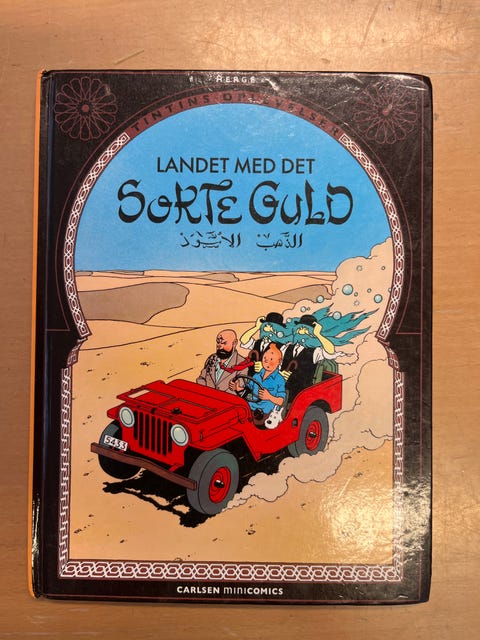 HERGÉ
TINTINS OPLEVELSER
LANDET MED DET
SORTE GULD
الذهب الأسود
5433
CARLSEN MINICOMICS